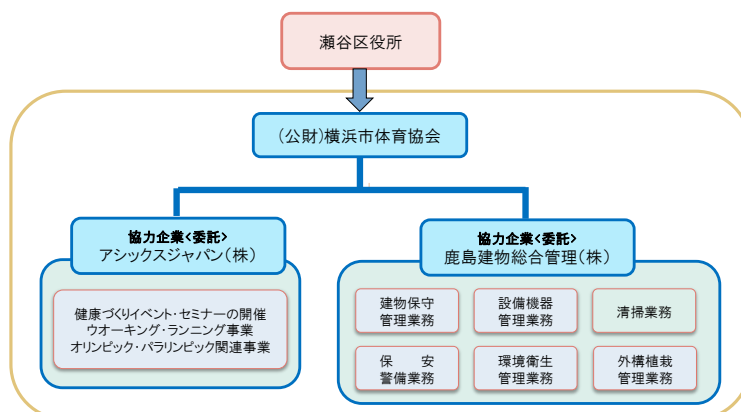 瀬谷区役所
(公財)横浜市体育協会
協力企業<委託>
アシックスジャパン(株)
健康づくりイベント・セミナーの開催
ウオーキング・ランニング事業
オリンピック・パラリンピック関連事業
協力企業<委託>
鹿島建物総合管理(株)
建物保守
管理業務
設備機器
管理業務
清掃業務
保 安
警備業務
環境衛生
管理業務
外構植栽
管理業務